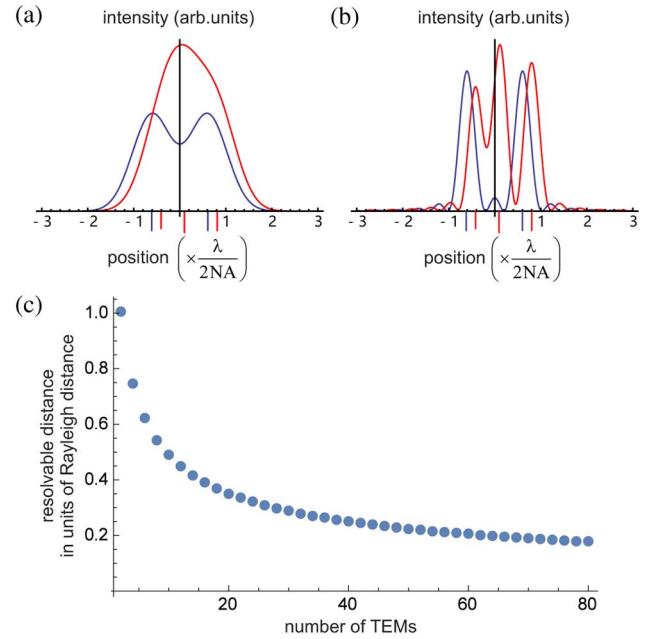 (a) intensity (arb.units)
- 3 -2 -1 0 1 2 3
position (× λ/2NA)
(b) intensity (arb.units)
- 3 - 2 - 1 0 1 2 3
position (× λ/2NA)
(c)
resolvable distance
in units of Rayleigh distance
1.0
0.8
0.6
0.4
0.2
20 40 60 80
number of TEMs